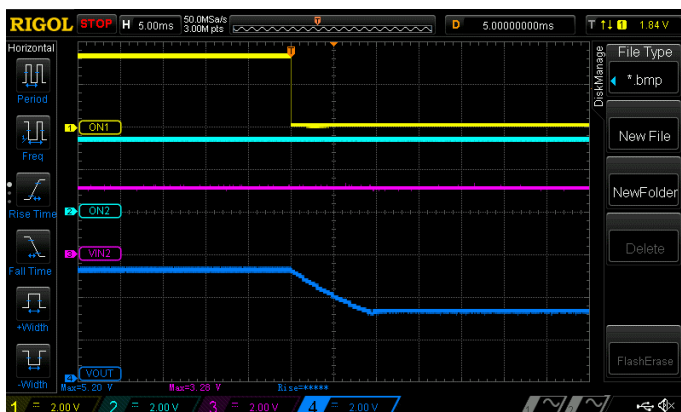 RIGOL STOP H 5.00ms 50.0MSa/s 3.00M pts D 5.00000000ms T 1 1.84 V
Horizontal
Period
Freq
Rise Time
Fall Time
+Width
-Width
1 ON1
2 ON2
3 VIN2
4 VOUT
Max=5.20 V Max=3.28 V Rise=*****
1 = 2.00 V 2 = 2.00 V 3 = 2.00 V 4 = 2.00 V
DiskManage
File Type
*.bmp
New File
NewFolder
Delete
FlashErase